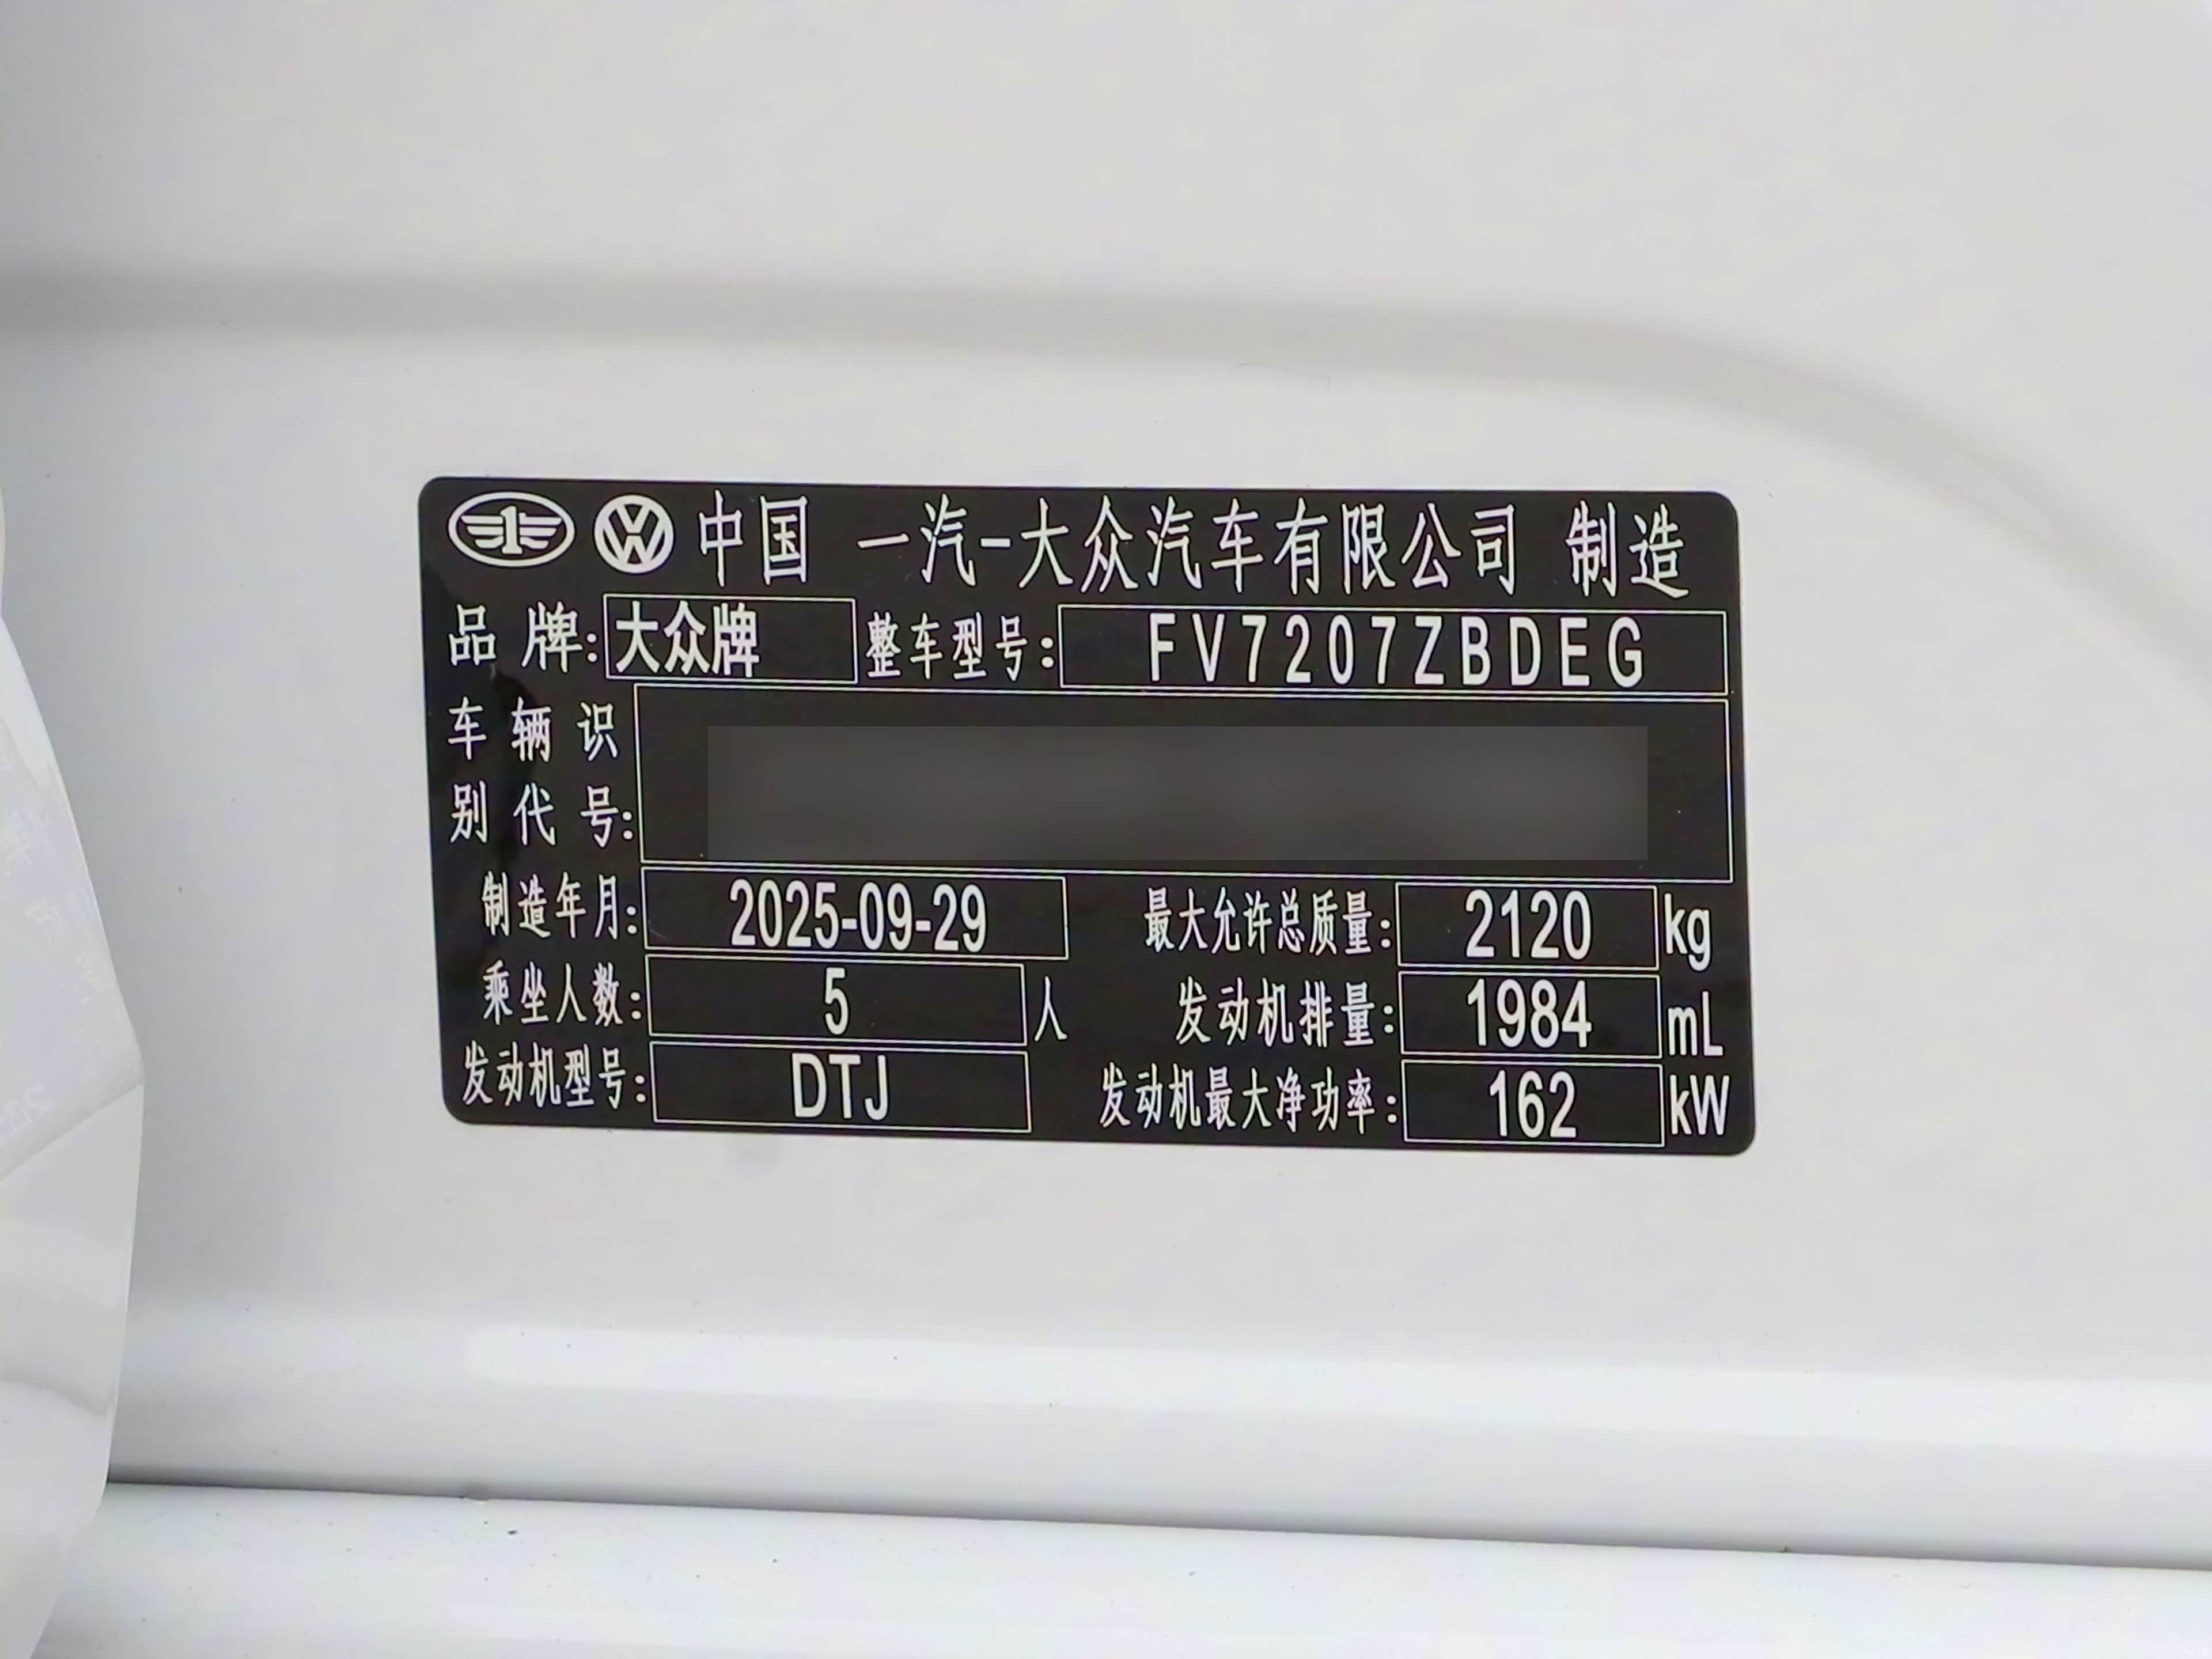 中国 一汽-大众汽车有限公司 制造
品牌: 大众牌 整车型号: FV7207ZBDEG
车辆识
别代号:
制造年月: 2025-09-29 最大允许总质量: 2120 kg
乘坐人数: 5 人 发动机排量: 1984 mL
发动机型号: DTJ 发动机最大净功率: 162 kW